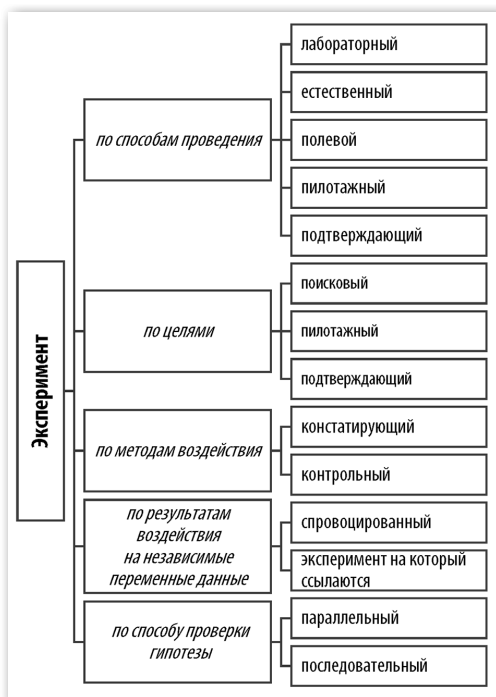 Эксперимент
по способам проведения
лабораторный
естественный
полевой
пилотажный
подтверждающий
по целями
поисковый
пилотажный
подтверждающий
по методам воздействия
констатирующий
контрольный
по результатам
воздействия
на независимые
переменные данные
спровоцированный
эксперимент на который
ссылаются
по способу проверки
гипотезы
параллельный
последовательный